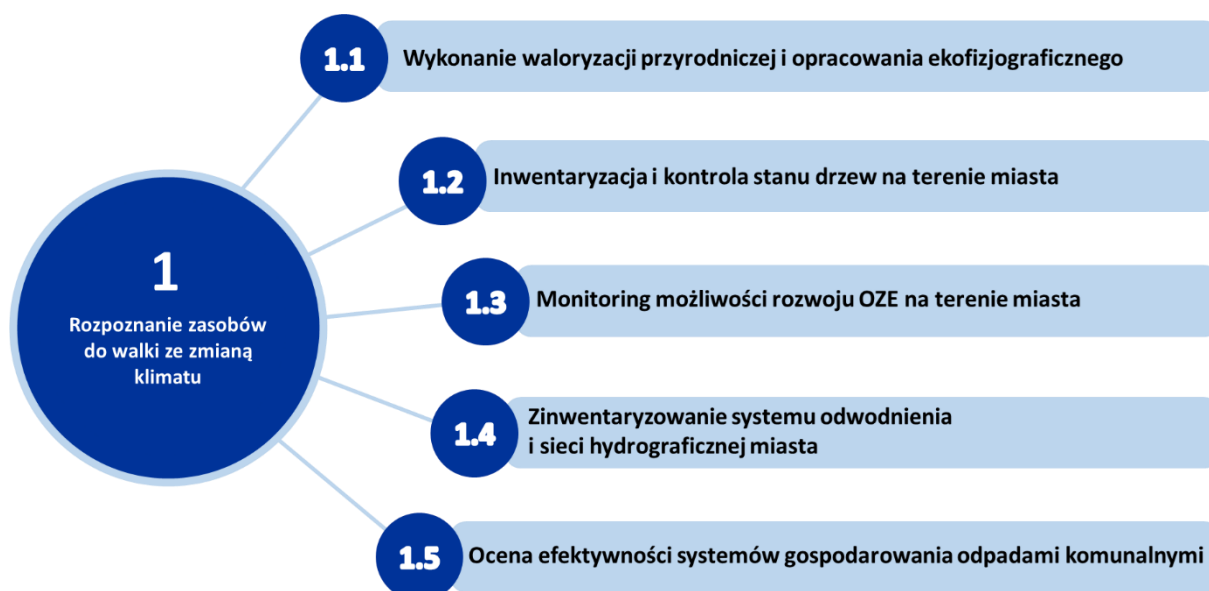 1.1
Wykonanie waloryzacji przyrodniczej i opracowania ekofizjograficznego
1.2
Inwentaryzacja i kontrola stanu drzew na terenie miasta
1
Rozpoznanie zasobów
do walki ze zmianą
klimatu
1.3
Monitoring możliwości rozwoju OZE na terenie miasta
1.4
Zinwentaryzowanie systemu odwodnienia
i sieci hydrograficznej miasta
1.5
Ocena efektywności systemów gospodarowania odpadami komunalnymi